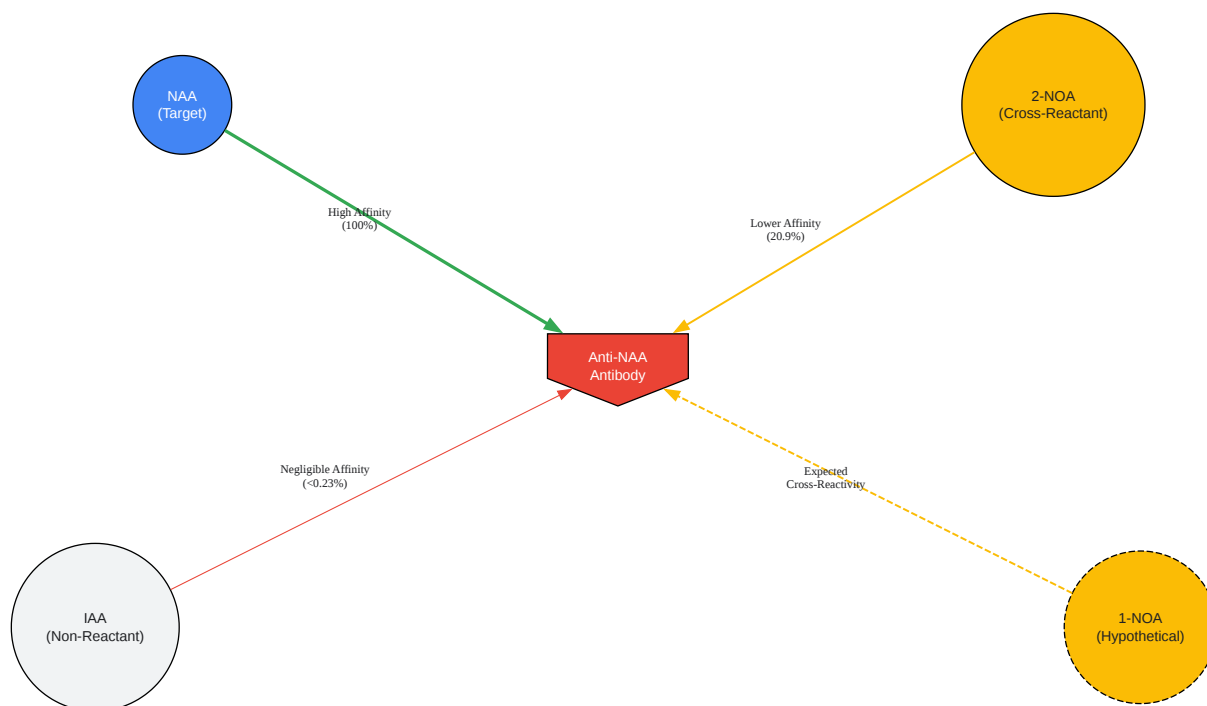 NAA
(Target)
2-NOA
(Cross-Reactant)
High Affinity
(100%)
Lower Affinity
(20.9%)
Anti-NAA
Antibody
Negligible Affinity
(<0.23%)
Expected
Cross-Reactivity
IAA
(Non-Reactant)
1-NOA
(Hypothetical)